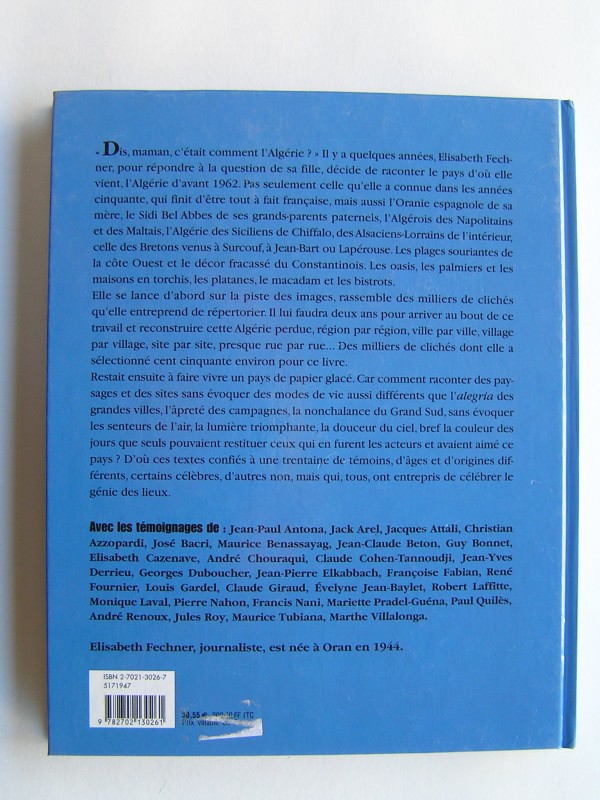 « Dis, maman, c'était comment l'Algérie ? » Il y a quelques années, Elisabeth Fech-
ner, pour répondre à la question de sa fille, décide de raconter le pays d'où elle
vient, l'Algérie d'avant 1962. Pas seulement celle qu'elle a connue dans les années
cinquante, qui finit d'être tout à fait française, mais aussi l'Oranie espagnole de sa
mère, le Sidi Bel Abbes de ses grands-parents paternels, l'Algérois des Napolitains
et des Maltais, l'Algérie des Siciliens de Chiffalo, des Alsaciens-Lorrains de l'intérieur,
celle des Bretons venus à Surcouf, à Jean-Bart ou Lapérouse. Les plages souriantes de
la côte Ouest et le décor fracassé du Constantinois. Les oasis, les palmiers et les
maisons en torchis, les platanes, le macadam et les bistrots.
Elle se lance d'abord sur la piste des images, rassemble des milliers de clichés
qu'elle entreprend de répertorier. Il lui faudra deux ans pour arriver au bout de ce
travail et reconstruire cette Algérie perdue, région par région, ville par ville, village
par village, site par site, presque rue par rue... Des milliers de clichés dont elle a
sélectionné cent cinquante environ pour ce livre.
Restait ensuite à faire vivre un pays de papier glacé. Car comment raconter des pay-
sages et des sites sans évoquer des modes de vie aussi différents que l'alegria des
grandes villes, l'âpreté des campagnes, la nonchalance du Grand Sud, sans évoquer
les senteurs de l'air, la lumière triomphante, la douceur du ciel, bref la couleur des
jours que seuls pouvaient restituer ceux qui en furent les acteurs et avaient aimé ce
pays ? D'où ces textes confiés à une trentaine de témoins, d'âges et d'origines dif-
férents, certains célèbres, d'autres non, mais qui, tous, ont entrepris de célébrer le
génie des lieux.
Avec les témoignages de : Jean-Paul Antona, Jack Arel, Jacques Attali, Christian
Azzopardi, José Bacri, Maurice Benassayag, Jean-Claude Beton, Guy Bonnet,
Elisabeth Cazenave, André Chouraqui, Claude Cohen-Tannoudji, Jean-Yves
Derrieu, Georges Duboucher, Jean-Pierre Elkabbach, Françoise Fabian, René
Fournier, Louis Gardel, Claude Giraud, Évelyne Jean-Baylet, Robert Laffitte,
Monique Laval, Pierre Nahon, Francis Nani, Mariette Pradel-Guéna, Paul Quilès,
André Renoux, Jules Roy, Maurice Tubiana, Marthe Villalonga.
Elisabeth Fechner, journaliste, est née à Oran en 1944.
ISBN 2-7021-3026-7
5171947
9 782702 130261
30,55 € FF TTC
Prix valable